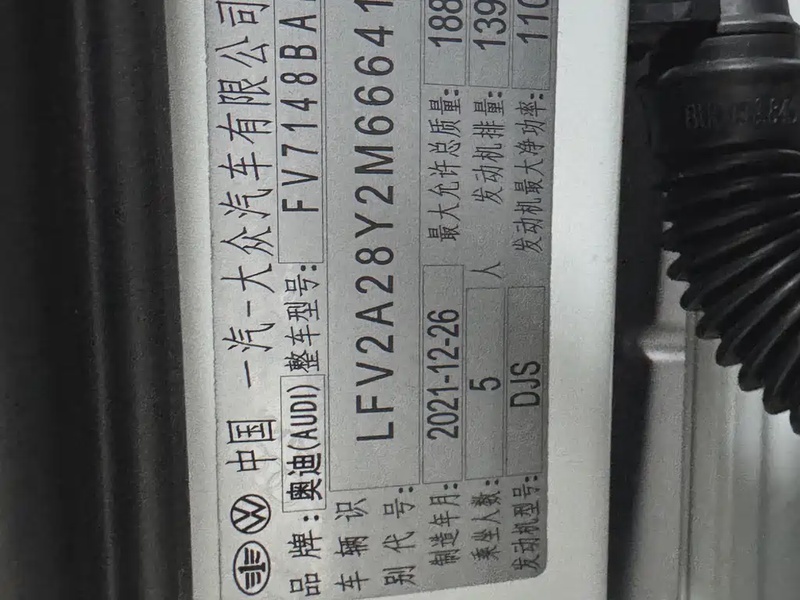 中国 一汽-大众汽车有限公司
品牌: 奥迪(AUDI) 整车型号: FV7148BA
车辆识别代号: LFV2A28Y2M66641
制造年月: 2021-12-26 最大允许总质量: 188
乘坐人数: 5 人 发动机排量: 139
发动机型号: DJS 发动机最大净功率: 110